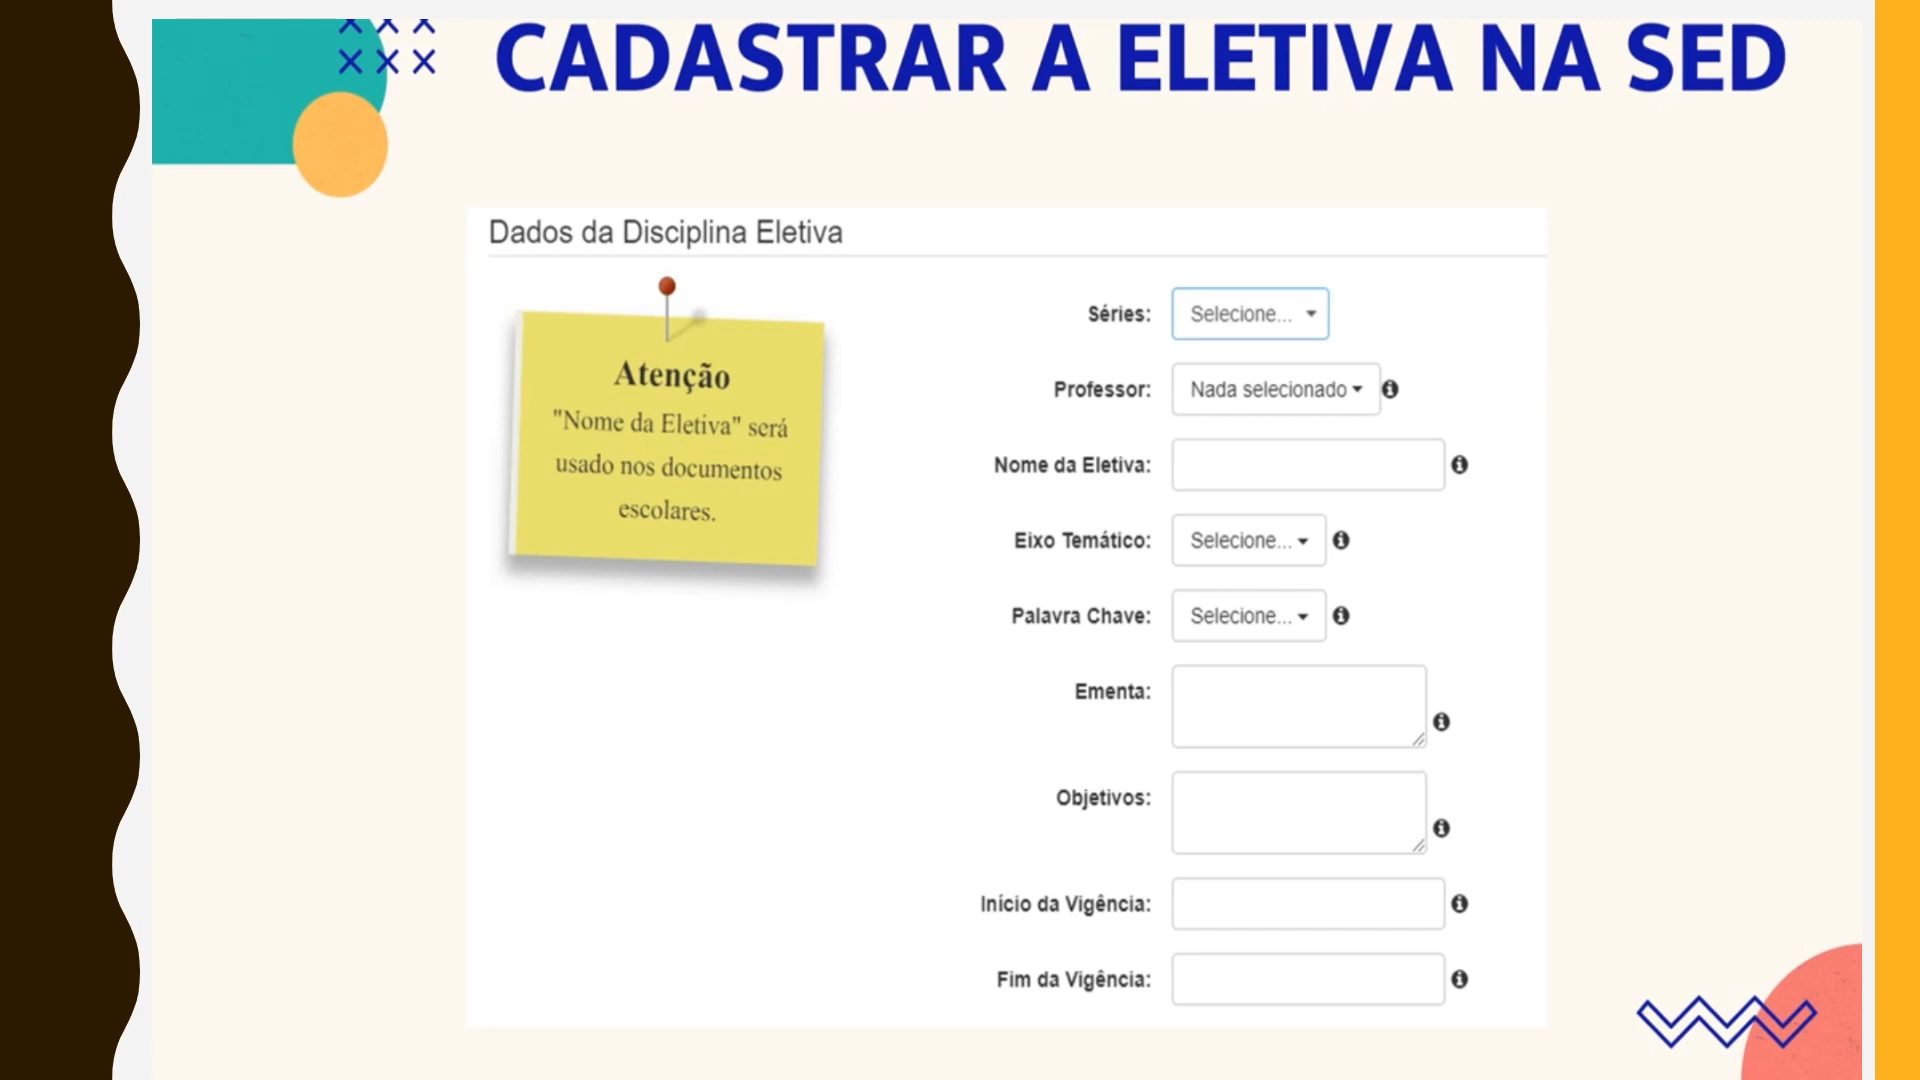 CADASTRAR A ELETIVA NA SED
Dados da Disciplina Eletiva
Atenção
"Nome da Eletiva" será
usado nos documentos
escolares.
Séries: Selecione...
Professor: Nada selecionado
Nome da Eletiva:
Eixo Temático: Selecione...
Palavra Chave: Selecione...
Ementa:
Objetivos:
Início da Vigência:
Fim da Vigência: